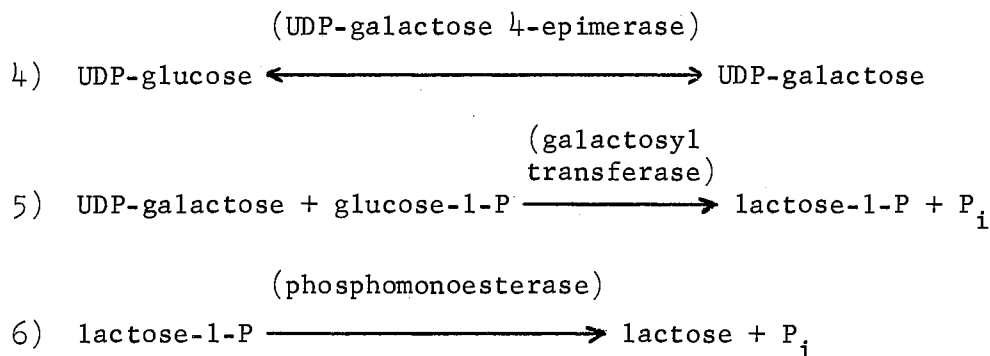 (UDP-galactose 4-epimerase)
4) UDP-glucose ⟷ UDP-galactose
(galactosyl
transferase)
5) UDP-galactose + glucose-1-P ⟶ lactose-1-P + Pᵢ
(phosphomonoesterase)
6) lactose-1-P ⟶ lactose + Pᵢ